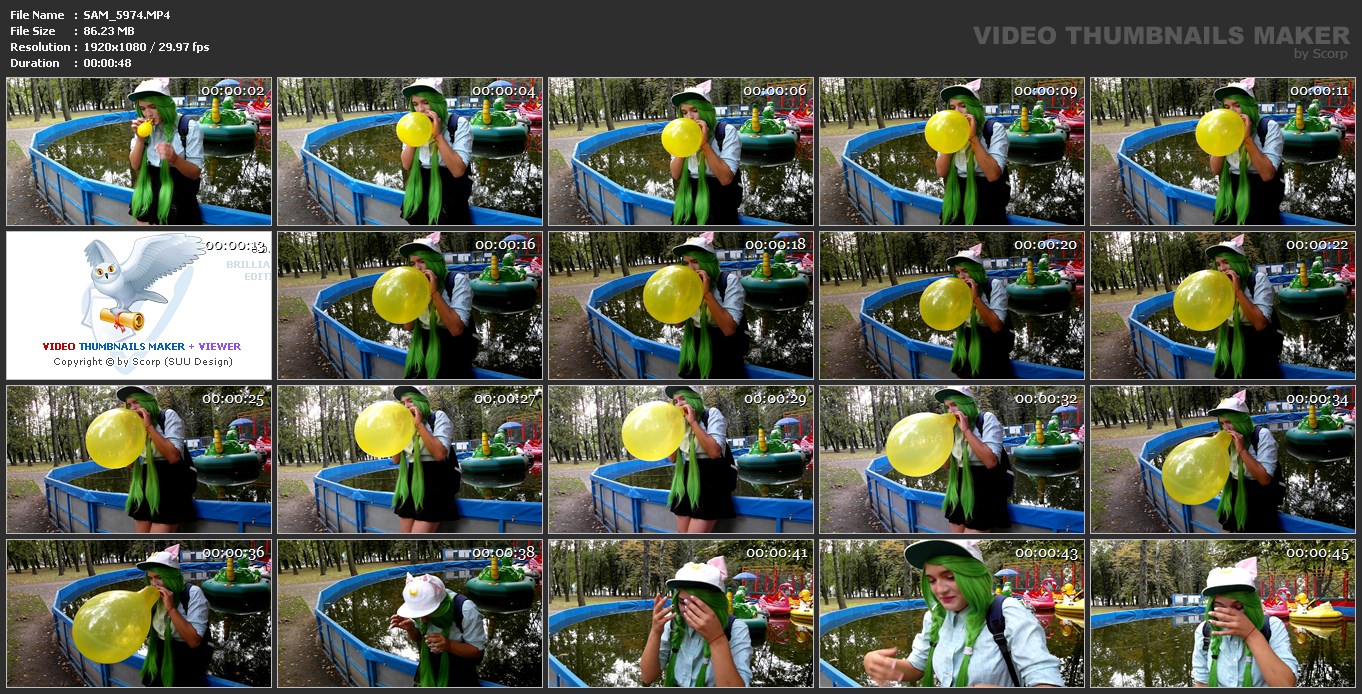 File Name : SAM_5974.MP4
File Size : 86.23 MB
Resolution : 1920x1080 / 29.97 fps
Duration : 00:00:48
VIDEO THUMBNAILS MAKER
by Scorp
00:00:02
00:00:04
00:00:06
00:00:09
00:00:11
00:00:13
00:00:16
00:00:18
00:00:20
00:00:22
BRILLIA
EDIT
VIDEO THUMBNAILS MAKER + VIEWER
Copyright © by Scorp (SUU Design)
00:00:25
00:00:27
00:00:29
00:00:32
00:00:34
00:00:36
00:00:38
00:00:41
00:00:43
00:00:45